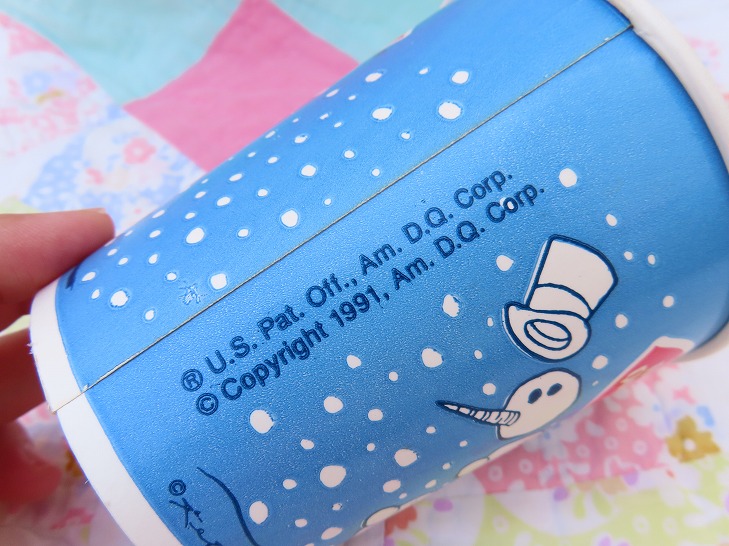 ® U.S. Pat. Off., Am. D.Q. Corp.
© Copyright 1991, Am. D.Q. Corp.
©